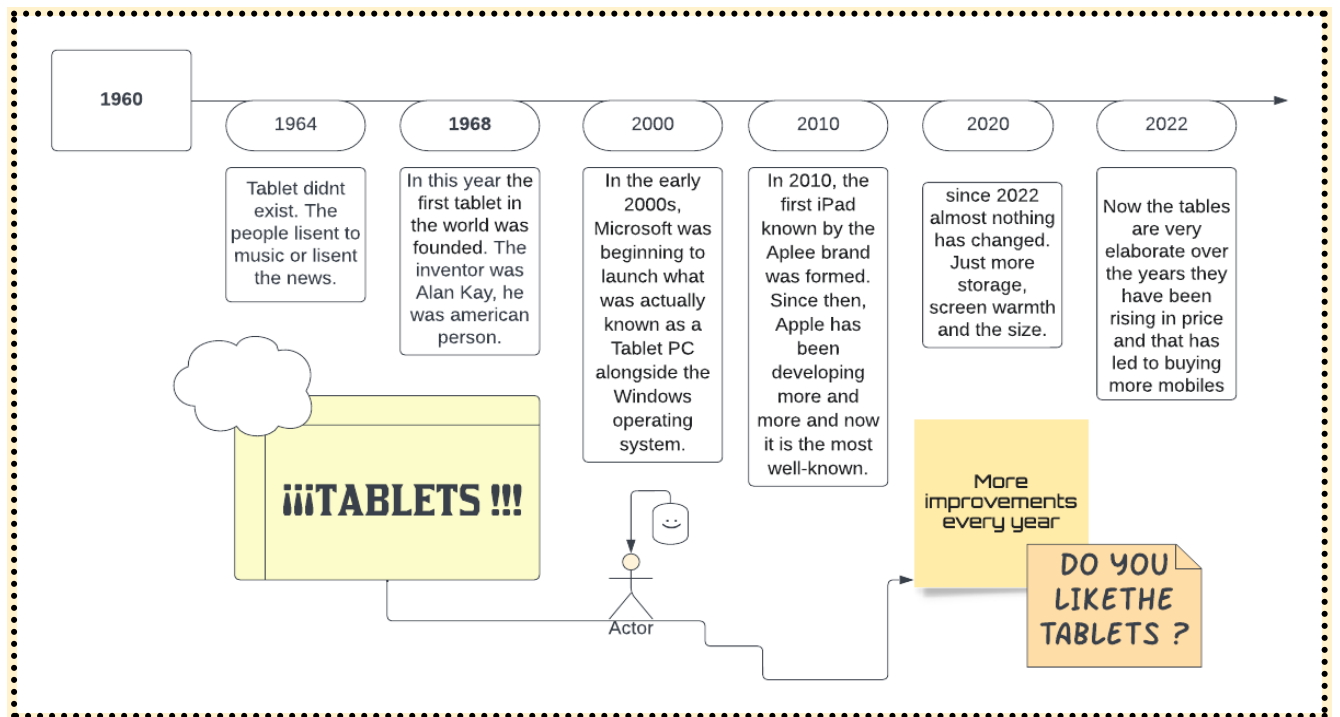 1960
1964
1968
2000
2010
2020
2022
Tablet didnt
exist. The
people lisent to
music or lisent
the news.
In this year the
first tablet in
the world was
founded. The
inventor was
Alan Kay, he
was american
person.
In the early
2000s,
Microsoft was
beginning to
launch what
was actually
known as a
Tablet PC
alongside the
Windows
operating
system.
In 2010, the
first iPad
known by the
Aplee brand
was formed.
Since then,
Apple has
been
developing
more and
more and now
it is the most
well-known.
since 2022
almost nothing
has changed.
Just more
storage,
screen warmth
and the size.
Now the tables
are very
elaborate over
the years they
have been
rising in price
and that has
led to buying
more mobiles
¡¡¡TABLETS !!!
Actor
More
improvements
every year
DO YOU
LIKETHE
TABLETS ?